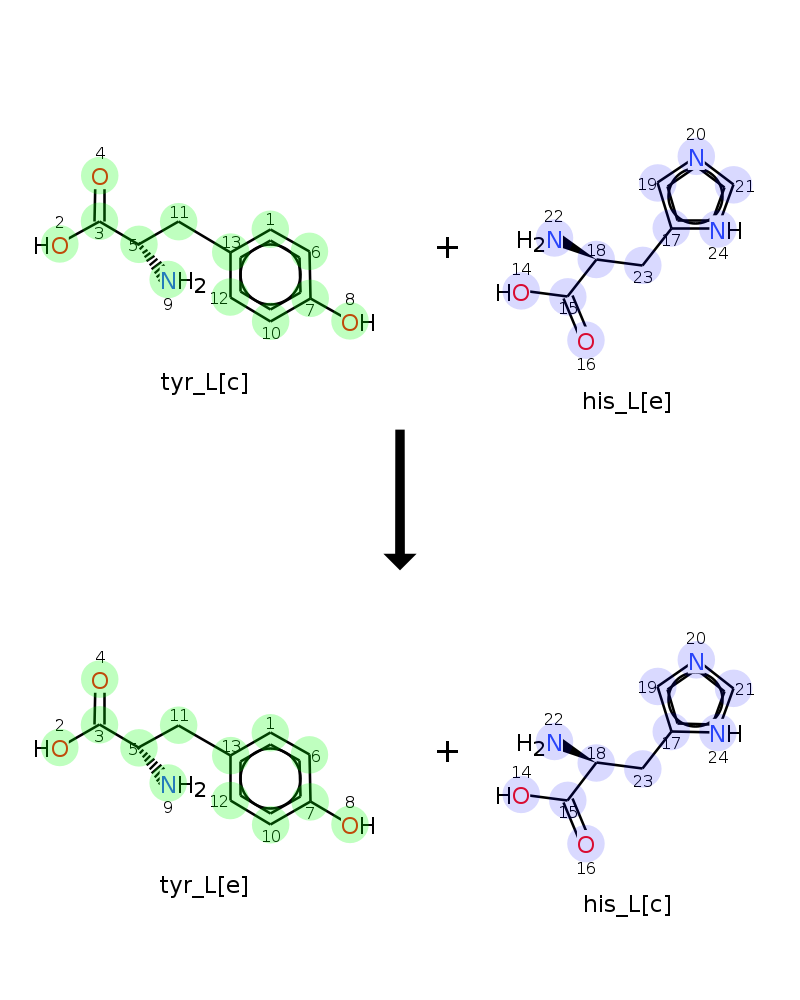 20
4
19
21
2
11
1
22
HO
3
5
13
6
H2N
18
17
NH
24
NH2
14
23
9
12
7
8
HO
15
10
OH
O
16
tyr_L[c]
+
his_L[e]
O
N
20
4
19
21
2
11
1
22
HO
3
5
13
6
H2N
18
17
NH
24
NH2
14
23
9
12
7
8
HO
15
10
OH
O
16
tyr_L[e]
+
his_L[c]
O
N